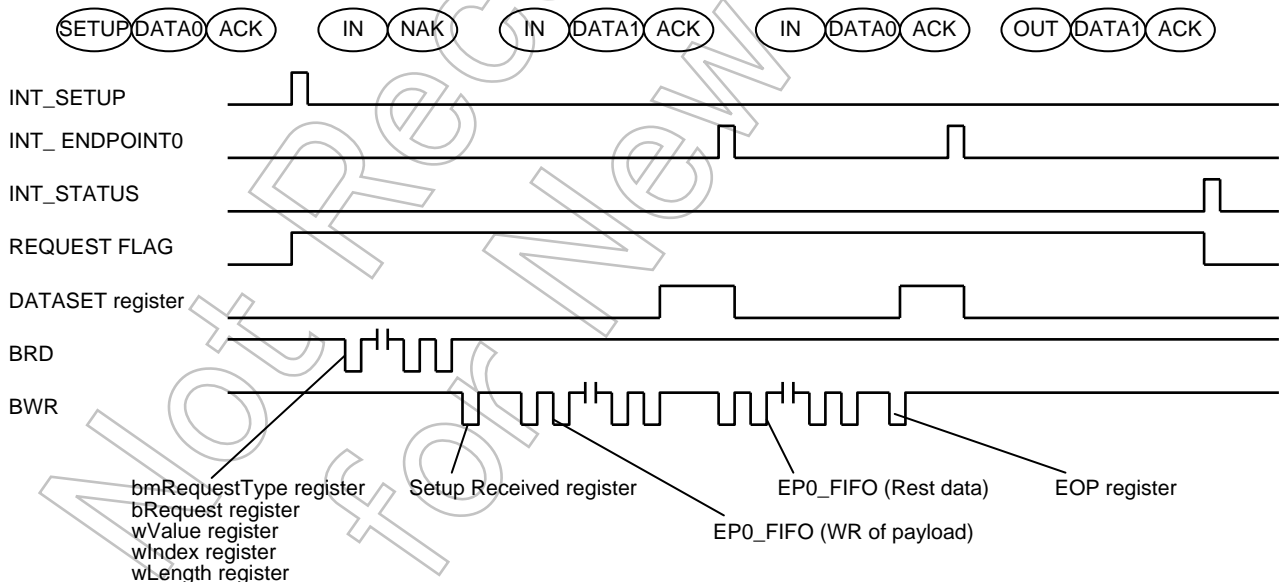 SETUP DATA0 ACK IN NAK IN DATA1 ACK IN DATA0 ACK OUT DATA1 ACK
INT_SETUP
INT_ ENDPOINT0
INT_STATUS
REQUEST FLAG
DATASET register
BRD
BWR
bmRequestType register
bRequest register
wValue register
wIndex register
wLength register
Setup Received register
EP0_FIFO (WR of payload)
EP0_FIFO (Rest data)
EOP register
Not Rec
for New